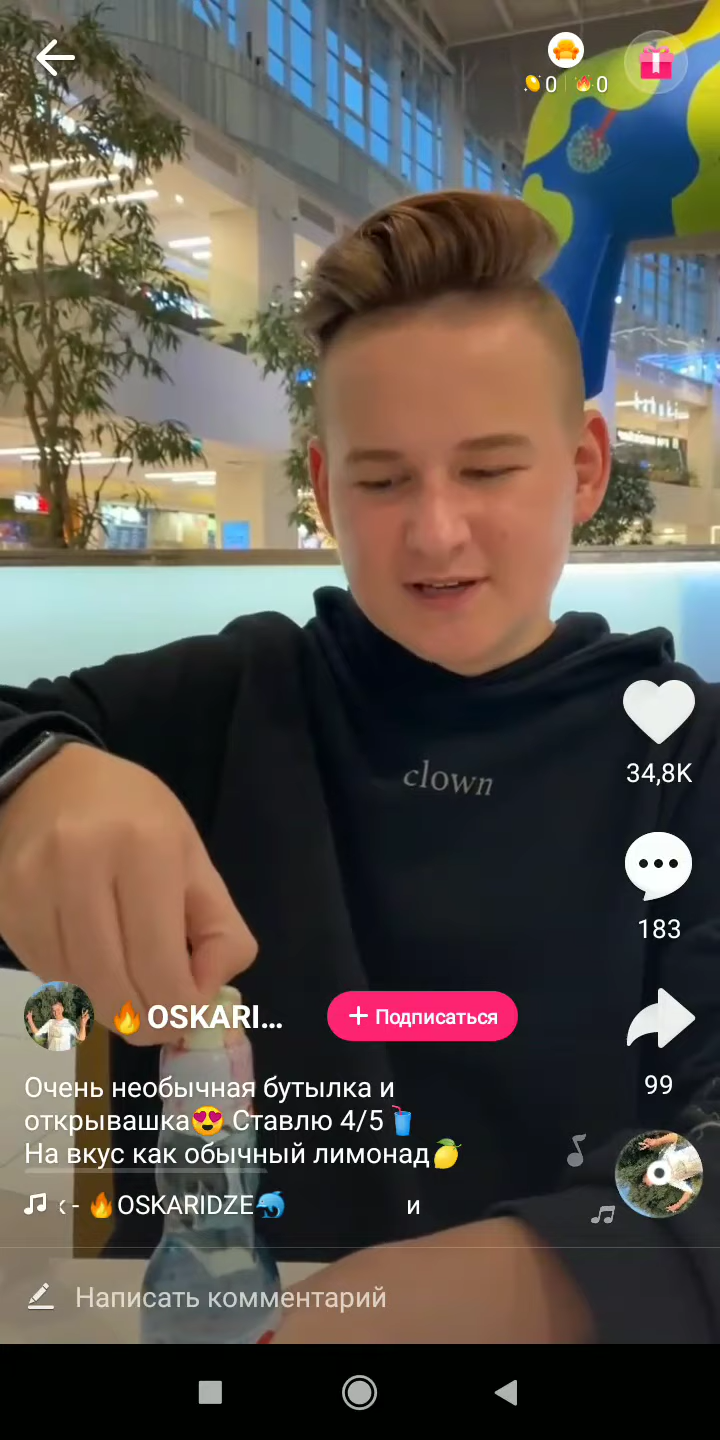 0 0
clown
34,8K
183
🔥OSKARI...
+ Подписаться
99
Очень необычная бутылка и
открывашка😍 Ставлю 4/5🥤
На вкус как обычный лимонад🍋
- 🔥OSKARIDZE🐬 и
Написать комментарий